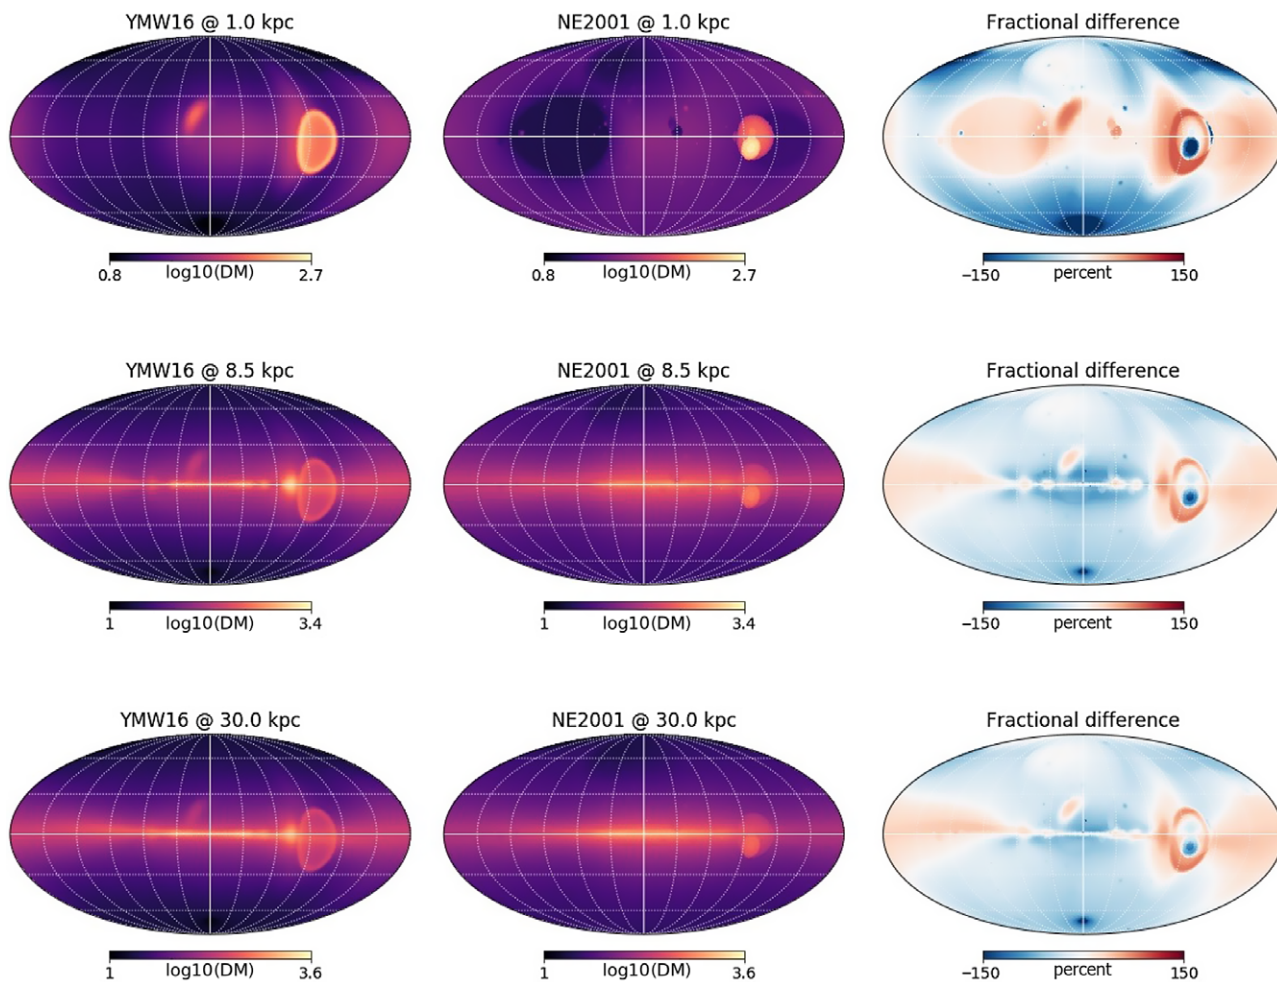 YMW16 @ 1.0 kpc NE2001 @ 1.0 kpc Fractional difference
0.8 log10(DM) 2.7 0.8 log10(DM) 2.7 −150 percent 150
YMW16 @ 8.5 kpc NE2001 @ 8.5 kpc Fractional difference
1 log10(DM) 3.4 1 log10(DM) 3.4 −150 percent 150
YMW16 @ 30.0 kpc NE2001 @ 30.0 kpc Fractional difference
1 log10(DM) 3.6 1 log10(DM) 3.6 −150 percent 150